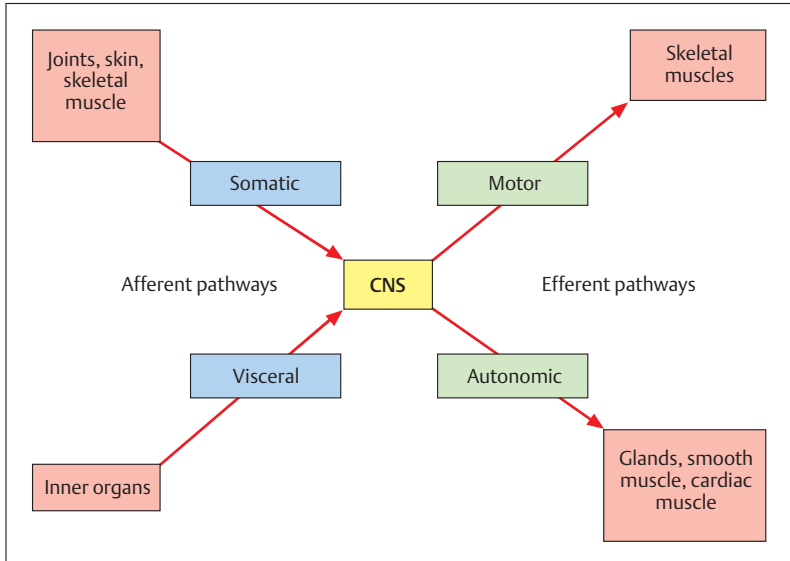 Joints, skin,
skeletal
muscle
Skeletal
muscles
Somatic
Motor
Afferent pathways
CNS
Efferent pathways
Visceral
Autonomic
Inner organs
Glands, smooth
muscle, cardiac
muscle